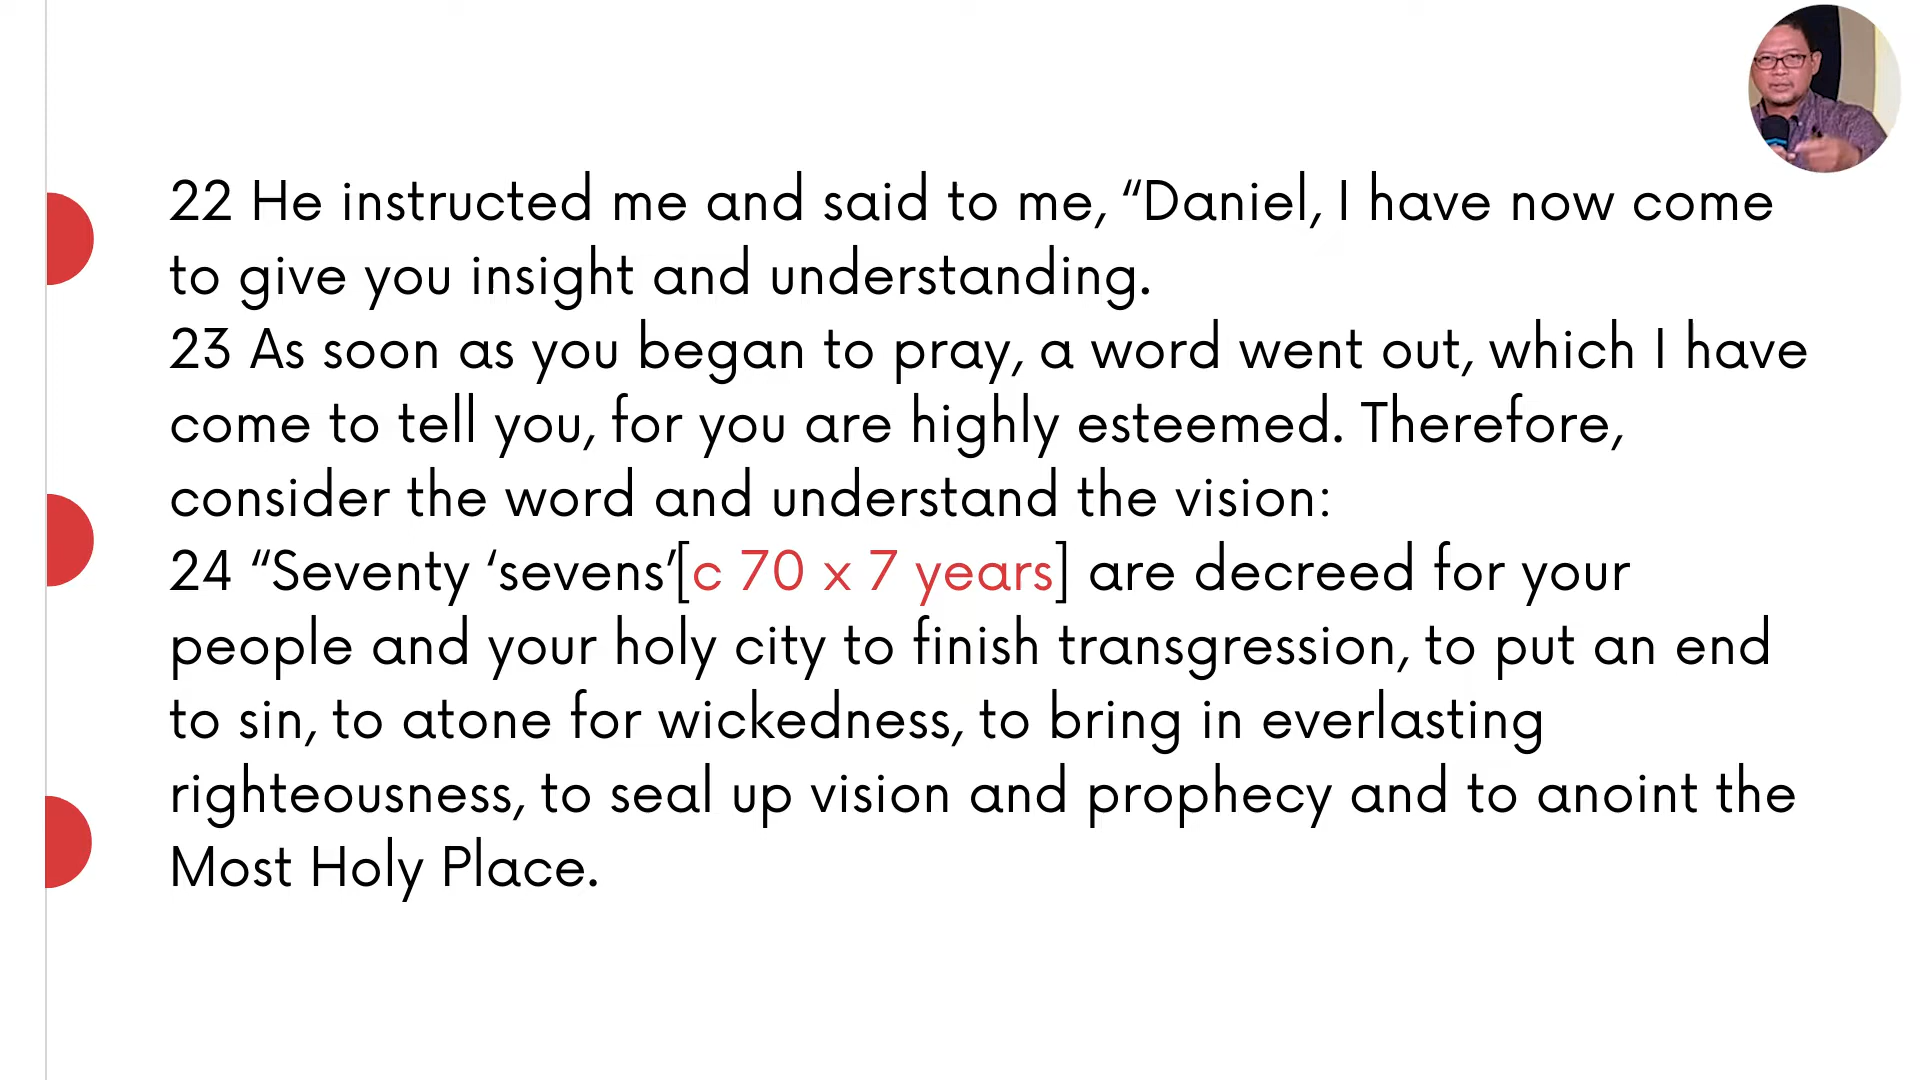 22 He instructed me and said to me, “Daniel, I have now come
to give you insight and understanding.
23 As soon as you began to pray, a word went out, which I have
come to tell you, for you are highly esteemed. Therefore,
consider the word and understand the vision:
24 “Seventy ‘sevens’[c 70 x 7 years] are decreed for your
people and your holy city to finish transgression, to put an end
to sin, to atone for wickedness, to bring in everlasting
righteousness, to seal up vision and prophecy and to anoint the
Most Holy Place.